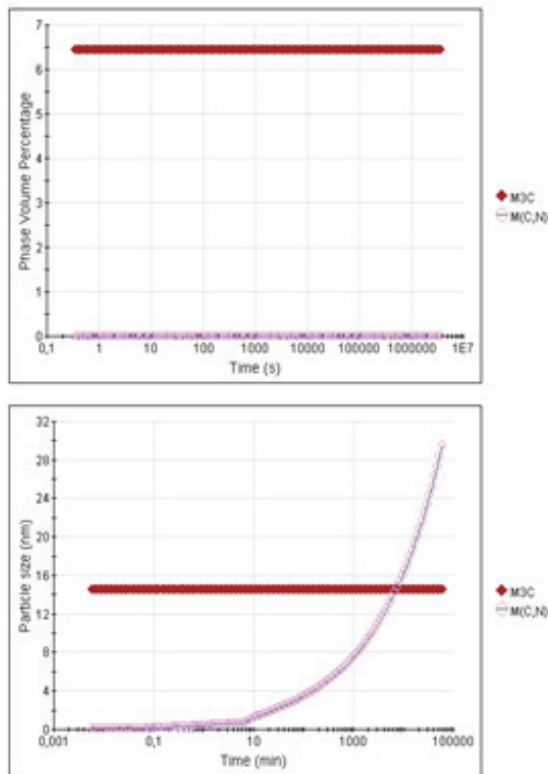 7
6
5
4
3
2
1
0
Phase Volume Percentage
0,1 1 10 100 1000 10000 100000 1000000 1E7
Time (s)
M3C
M(C,N)
32
28
24
20
16
12
8
4
0
Particle size (nm)
0,001 0,1 10 1000 100000
Time (min)
M3C
M(C,N)